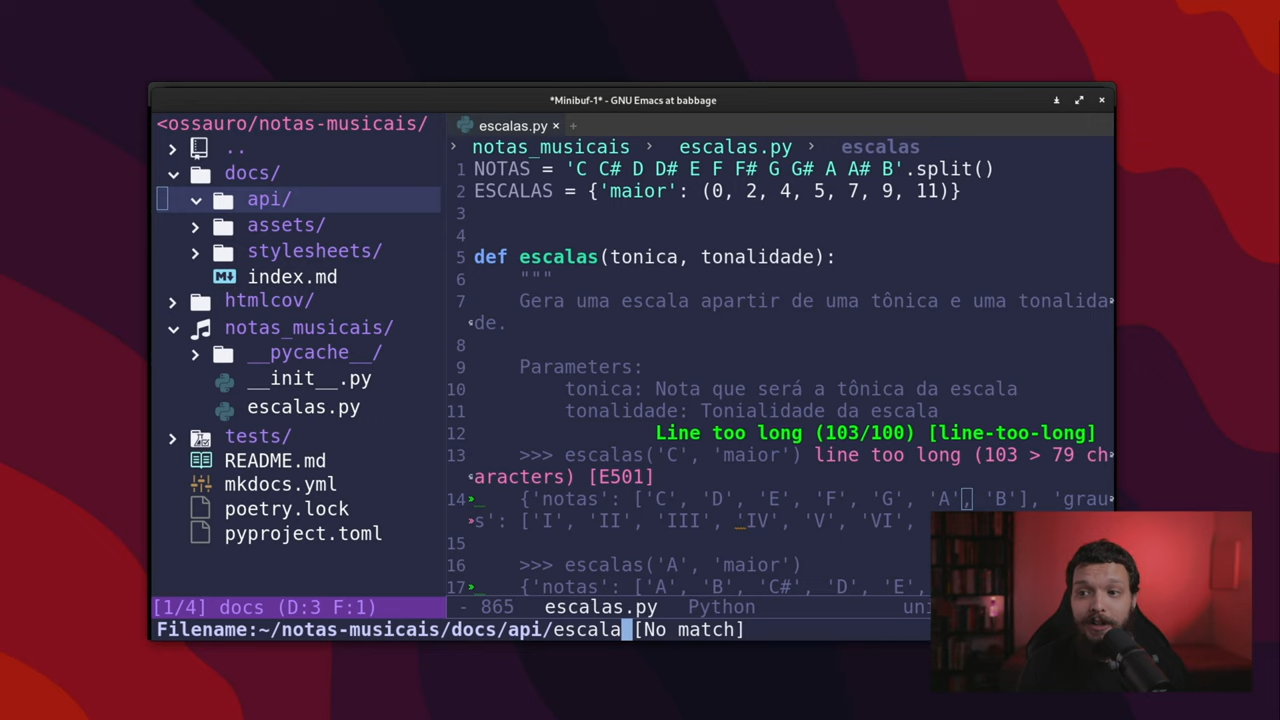 *Minibuf-1* - GNU Emacs at babbage
<ossauro/notas-musicais/
..
docs/
api/
assets/
stylesheets/
index.md
htmlcov/
notas_musicais/
__pycache__/
__init__.py
escalas.py
tests/
README.md
mkdocs.yml
poetry.lock
pyproject.toml
[1/4] docs (D:3 F:1)
escalas.py × +
› notas_musicais › escalas.py › escalas
1 NOTAS = 'C C# D D# E F F# G G# A A# B'.split()
2 ESCALAS = {'maior': (0, 2, 4, 5, 7, 9, 11)}
3
4
5 def escalas(tonica, tonalidade):
6 """
7 Gera uma escala apartir de uma tônica e uma tonalida
de.
8
9 Parameters:
10 tonica: Nota que será a tônica da escala
11 tonalidade: Tonialidade da escala
12 Line too long (103/100) [line-too-long]
13 >>> escalas('C', 'maior') line too long (103 > 79 ch
aracters) [E501]
14 {'notas': ['C', 'D', 'E', 'F', 'G', 'A', 'B'], 'grau
s': ['I', 'II', 'III', 'IV', 'V', 'VI',
15
16 >>> escalas('A', 'maior')
17 {'notas': ['A', 'B', 'C#', 'D', 'E',
- 865 escalas.py Python uni
Filename:~/notas-musicais/docs/api/escala [No match]